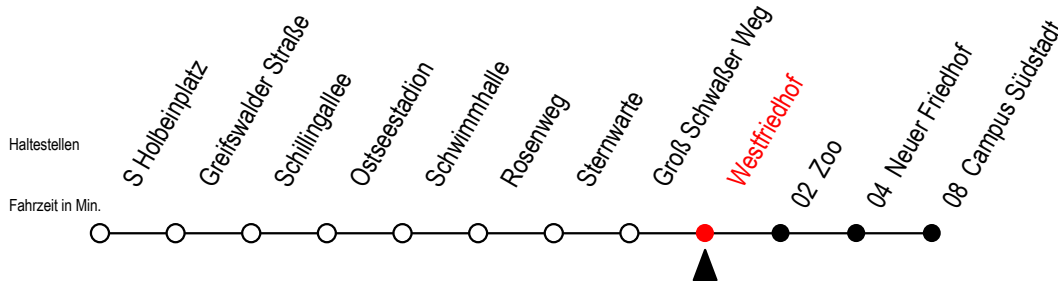 Haltestellen
Fahrzeit in Min.
S Holbeinplatz
Greifswalder Straße
Schillingallee
Ostseestadion
Schwimmhalle
Rosenweg
Sternwarte
Groß Schwaßer Weg
Westfriedhof
02 Zoo
04 Neuer Friedhof
08 Campus Südstadt